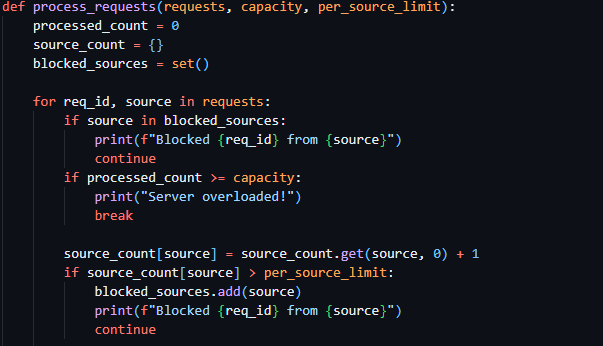 def process_requests(requests, capacity, per_source_limit):
    processed_count = 0
    source_count = {}
    blocked_sources = set()

    for req_id, source in requests:
        if source in blocked_sources:
            print(f"Blocked {req_id} from {source}")
            continue
        if processed_count >= capacity:
            print("Server overloaded!")
            break

        source_count[source] = source_count.get(source, 0) + 1
        if source_count[source] > per_source_limit:
            blocked_sources.add(source)
            print(f"Blocked {req_id} from {source}")
            continue